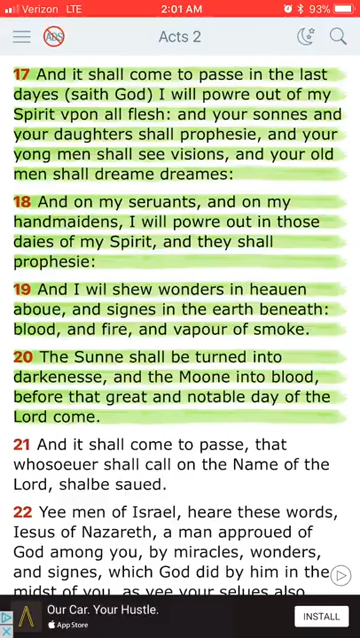 Verizon LTE 2:01 AM 93%
ADS Acts 2
17 And it shall come to passe in the last
dayes (saith God) I will powre out of my
Spirit vpon all flesh: and your sonnes and
your daughters shall prophesie, and your
yong men shall see visions, and your old
men shall dreame dreames:
18 And on my seruants, and on my
handmaidens, I will powre out in those
daies of my Spirit, and they shall
prophesie:
19 And I wil shew wonders in heauen
aboue, and signes in the earth beneath:
blood, and fire, and vapour of smoke.
20 The Sunne shall be turned into
darkenesse, and the Moone into blood,
before that great and notable day of the
Lord come.
21 And it shall come to passe, that
whosoeuer shall call on the Name of the
Lord, shalbe saued.
22 Yee men of Israel, heare these words,
Iesus of Nazareth, a man approued of
God among you, by miracles, wonders,
and signes, which God did by him in the
midst of you, as yee your selues also
Our Car. Your Hustle.
App Store
INSTALL